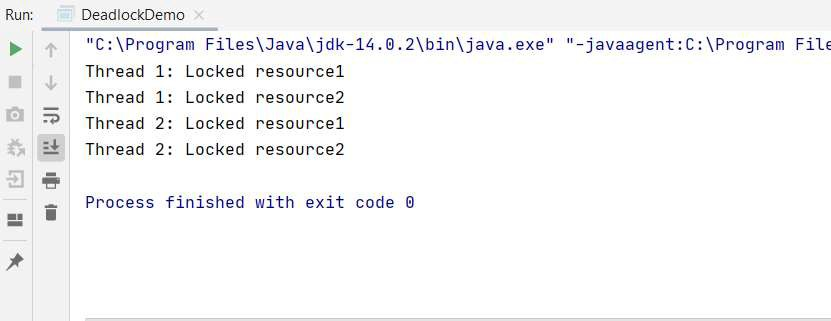 Run: DeadlockDemo
"C:\Program Files\Java\jdk-14.0.2\bin\java.exe" "-javaagent:C:\Program File
Thread 1: Locked resource1
Thread 1: Locked resource2
Thread 2: Locked resource1
Thread 2: Locked resource2
Process finished with exit code 0